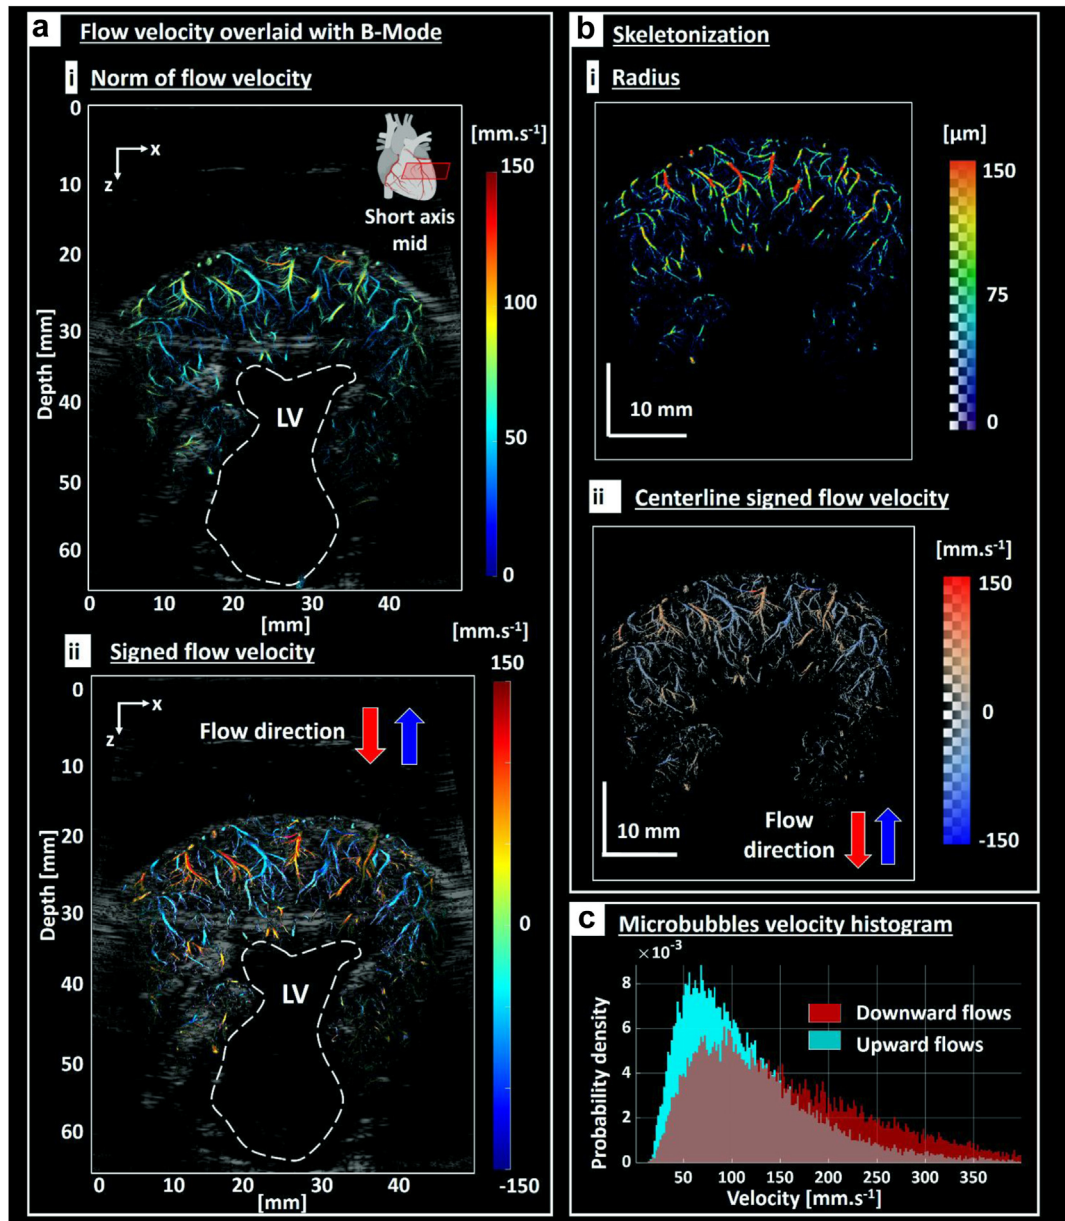 a
Flow velocity overlaid with B-Mode
i
Norm of flow velocity
0
10
20
30
40
50
60
Depth [mm]
x
z
Short axis
mid
[mm.s⁻¹]
150
100
50
0
LV
0
10
20
30
40
[mm]
ii
Signed flow velocity
[mm.s⁻¹]
150
0
-150
x
z
Flow direction
0
10
20
30
40
50
60
Depth [mm]
LV
0
10
20
30
40
[mm]
b
Skeletonization
i
Radius
[µm]
150
75
0
10 mm
ii
Centerline signed flow velocity
[mm.s⁻¹]
150
0
-150
10 mm
Flow
direction
c
Microbubbles velocity histogram
×10⁻³
8
6
4
2
0
Probability density
Downward flows
Upward flows
50
100
150
200
250
300
350
Velocity [mm.s⁻¹]